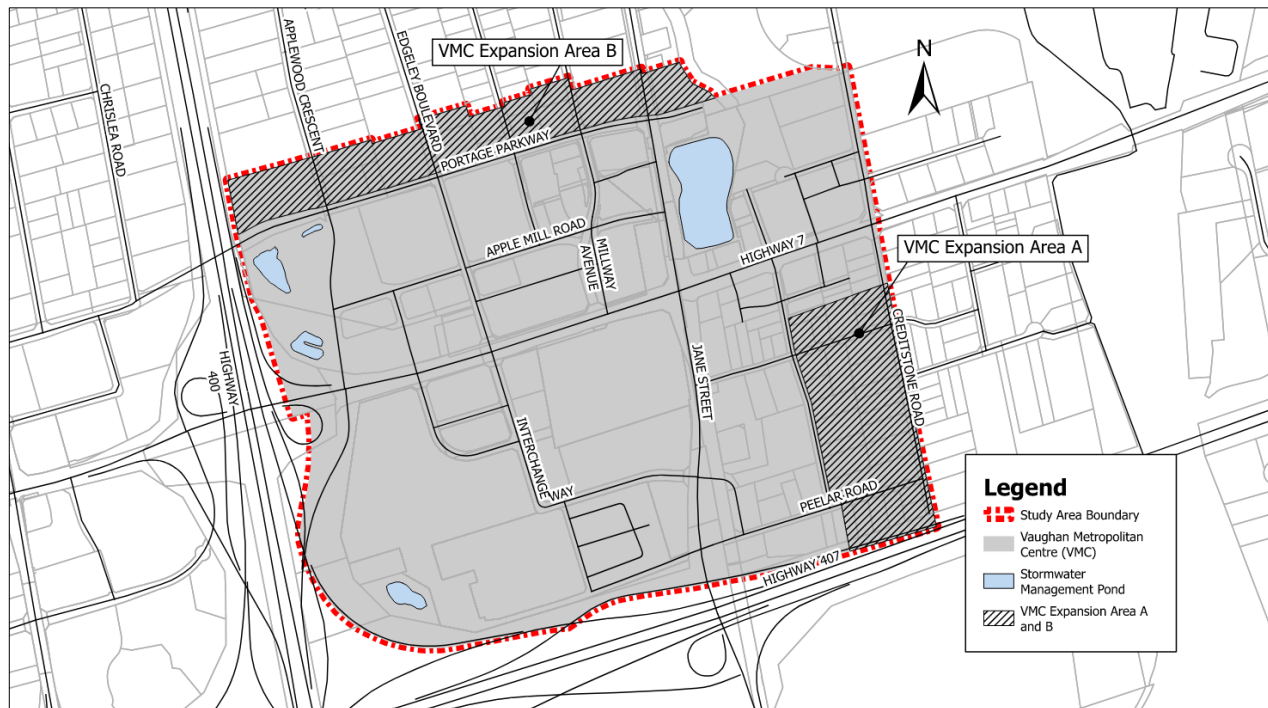 VMC Expansion Area B
N
CHRISLEA ROAD
APPLEWOOD CRESCENT
EDGELEY BOULEVARD
PORTAGE PARKWAY
APPLE MILL ROAD
MILLWAY
AVENUE
HIGHWAY 7
VMC Expansion Area A
CREDITSTONE ROAD
HIGHWAY
400
JANE STREET
INTERCHANGE
WAY
PEELAR ROAD
HIGHWAY 407
Legend
Study Area Boundary
Vaughan Metropolitan
Centre (VMC)
Stormwater
Management Pond
VMC Expansion Area A
and B